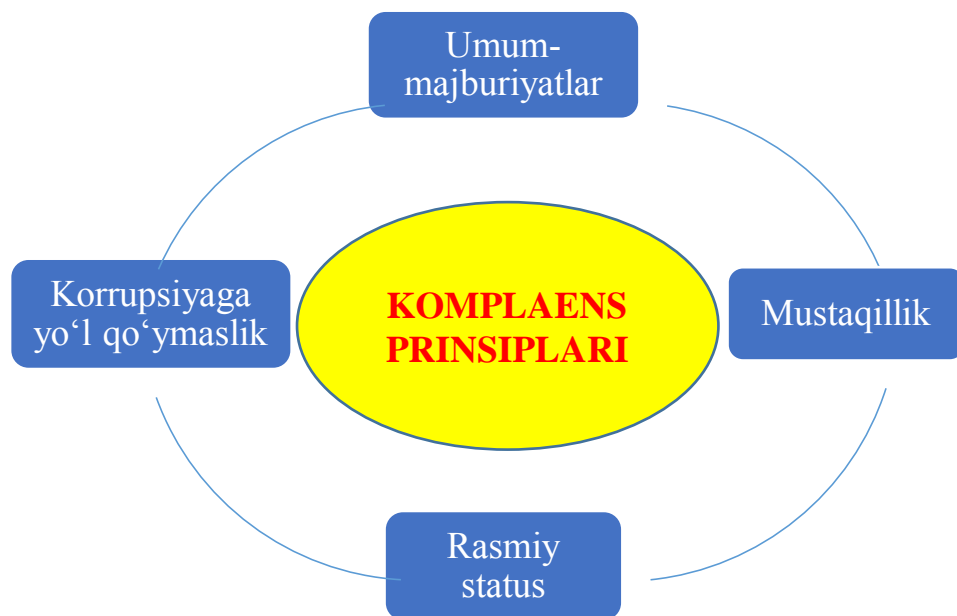 Umum-
majburiyatlar
Korrupsiyaga
yo‘l qo‘ymaslik
KOMPLAENS
PRINSIPLARI
Mustaqillik
Rasmiy
status